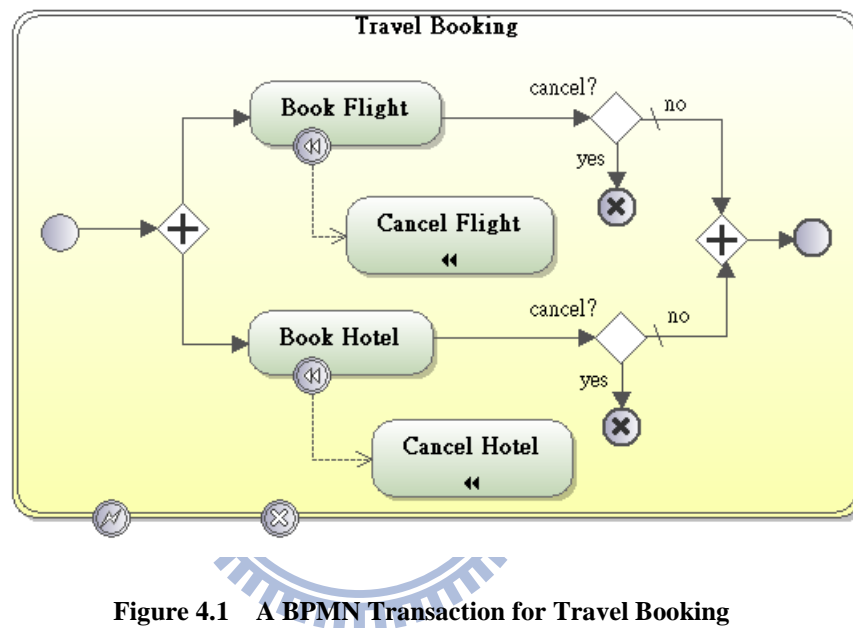 Travel Booking
cancel?
Book Flight
no
yes
Cancel Flight
cancel?
Book Hotel
no
yes
Cancel Hotel
Figure 4.1 A BPMN Transaction for Travel Booking